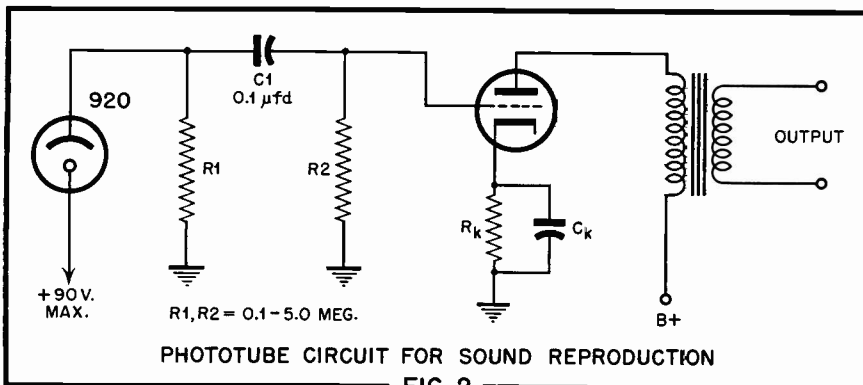 920
C1
0.1 μfd
R1
R2
Rk
Ck
OUTPUT
+90V.
MAX.
R1, R2 = 0.1-5.0 MEG.
B+
PHOTOTUBE CIRCUIT FOR SOUND REPRODUCTION